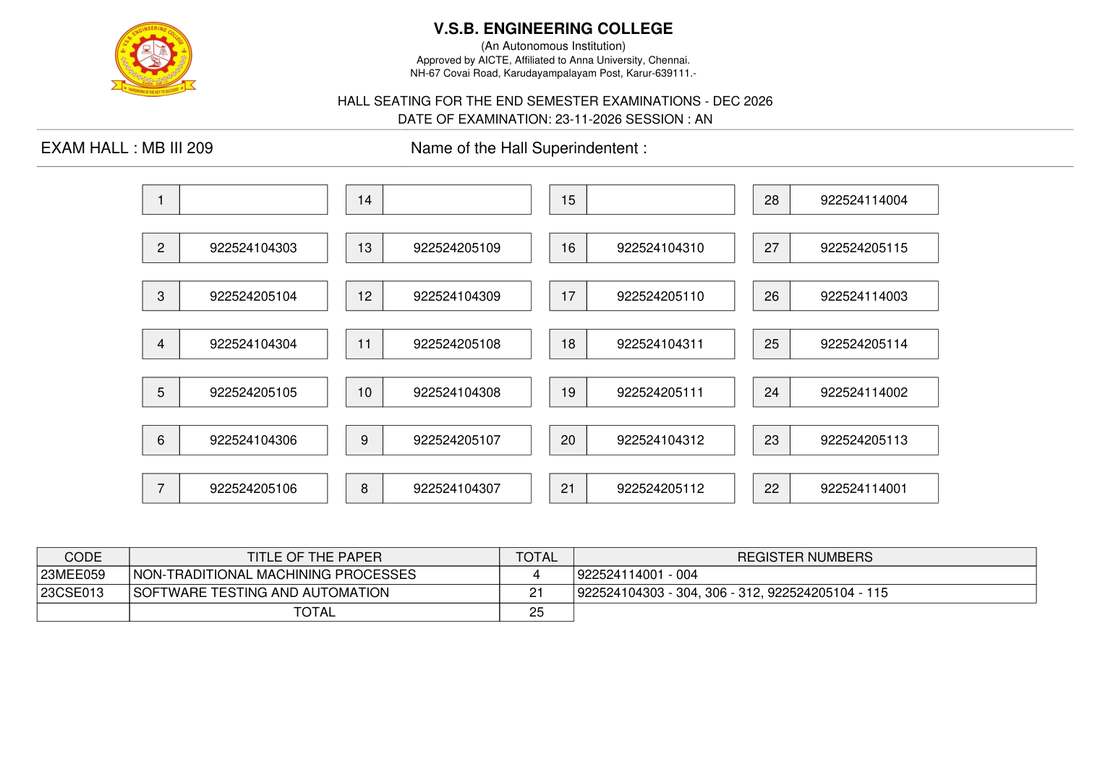 V.S.B. ENGINEERING COLLEGE
(An Autonomous Institution)
Approved by AICTE, Affiliated to Anna University, Chennai.
NH-67 Covai Road, Karudayampalayam Post, Karur-639111.-
HALL SEATING FOR THE END SEMESTER EXAMINATIONS - DEC 2026
DATE OF EXAMINATION: 23-11-2026 SESSION : AN
EXAM HALL : MB III 209 Name of the Hall Superindentent :
1 14 15 28 922524114004
2 922524104303 13 922524205109 16 922524104310 27 922524205115
3 922524205104 12 922524104309 17 922524205110 26 922524114003
4 922524104304 11 922524205108 18 922524104311 25 922524205114
5 922524205105 10 922524104308 19 922524205111 24 922524114002
6 922524104306 9 922524205107 20 922524104312 23 922524205113
7 922524205106 8 922524104307 21 922524205112 22 922524114001
CODE TITLE OF THE PAPER TOTAL REGISTER NUMBERS
23MEE059 NON-TRADITIONAL MACHINING PROCESSES 4 922524114001 - 004
23CSE013 SOFTWARE TESTING AND AUTOMATION 21 922524104303 - 304, 306 - 312, 922524205104 - 115
TOTAL 25